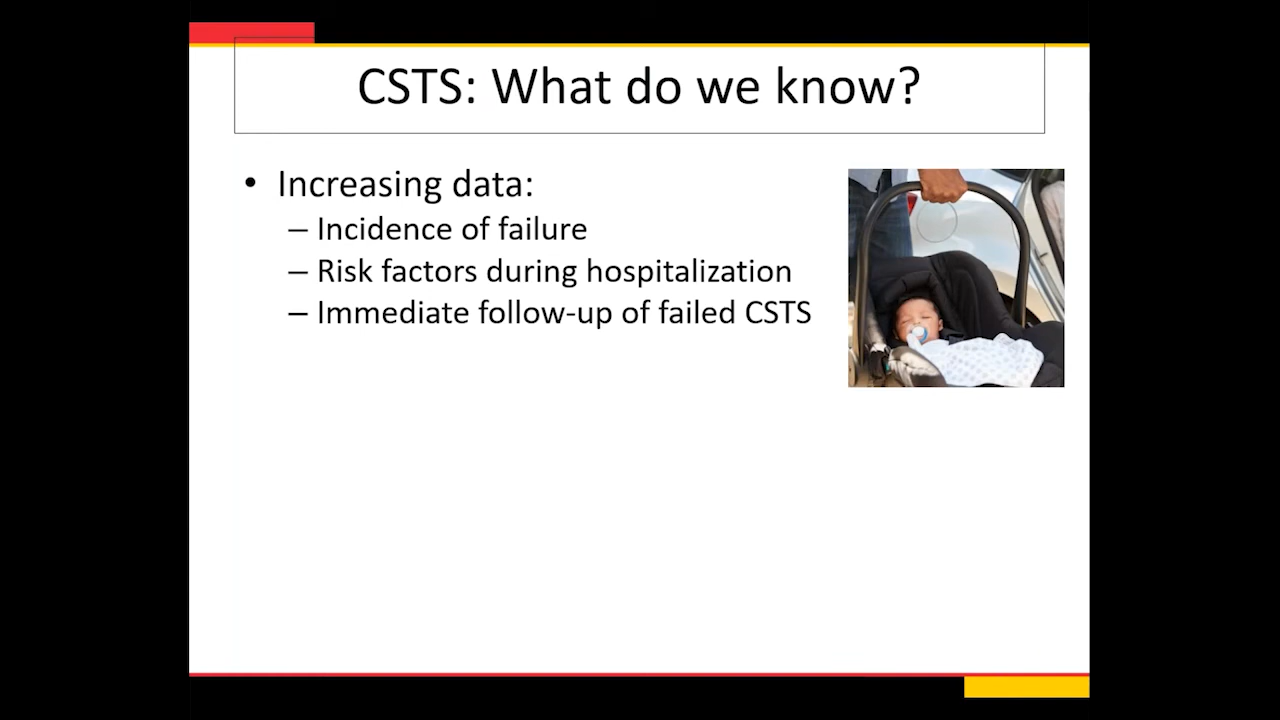 CSTS: What do we know?
• Increasing data:
– Incidence of failure
– Risk factors during hospitalization
– Immediate follow-up of failed CSTS